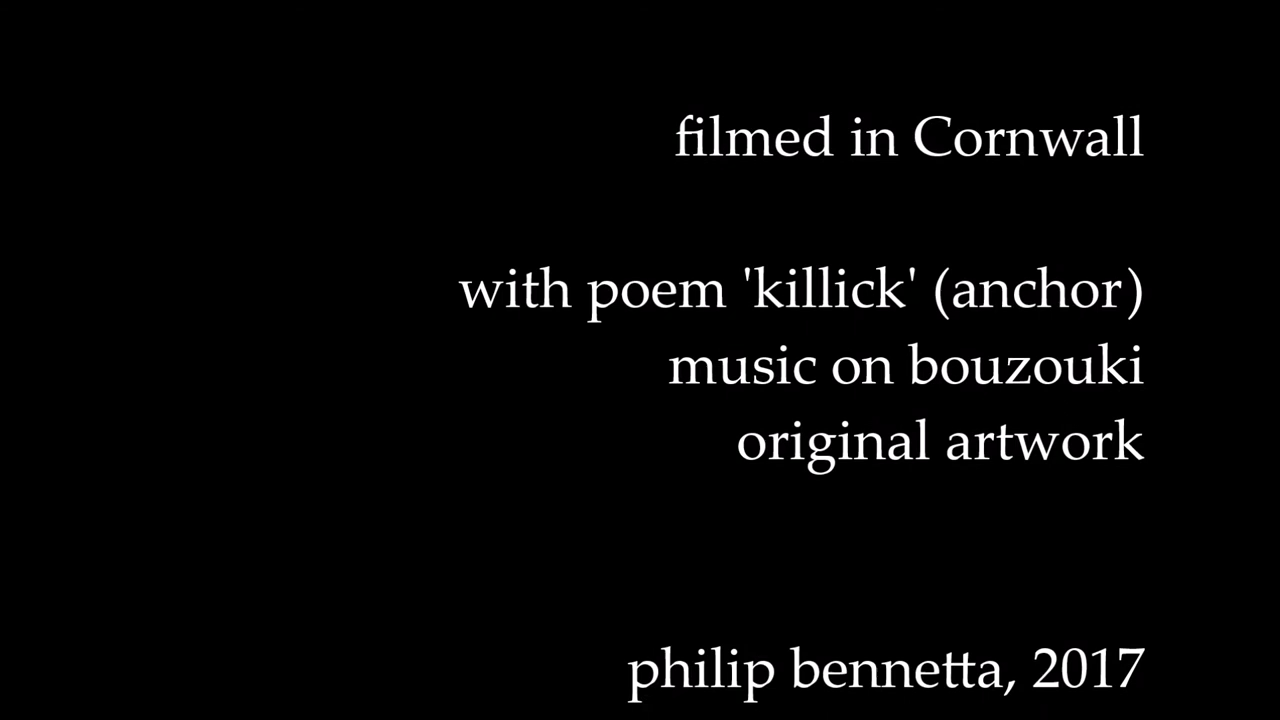 filmed in Cornwall
with poem 'killick' (anchor)
music on bouzouki
original artwork
philip bennetta, 2017